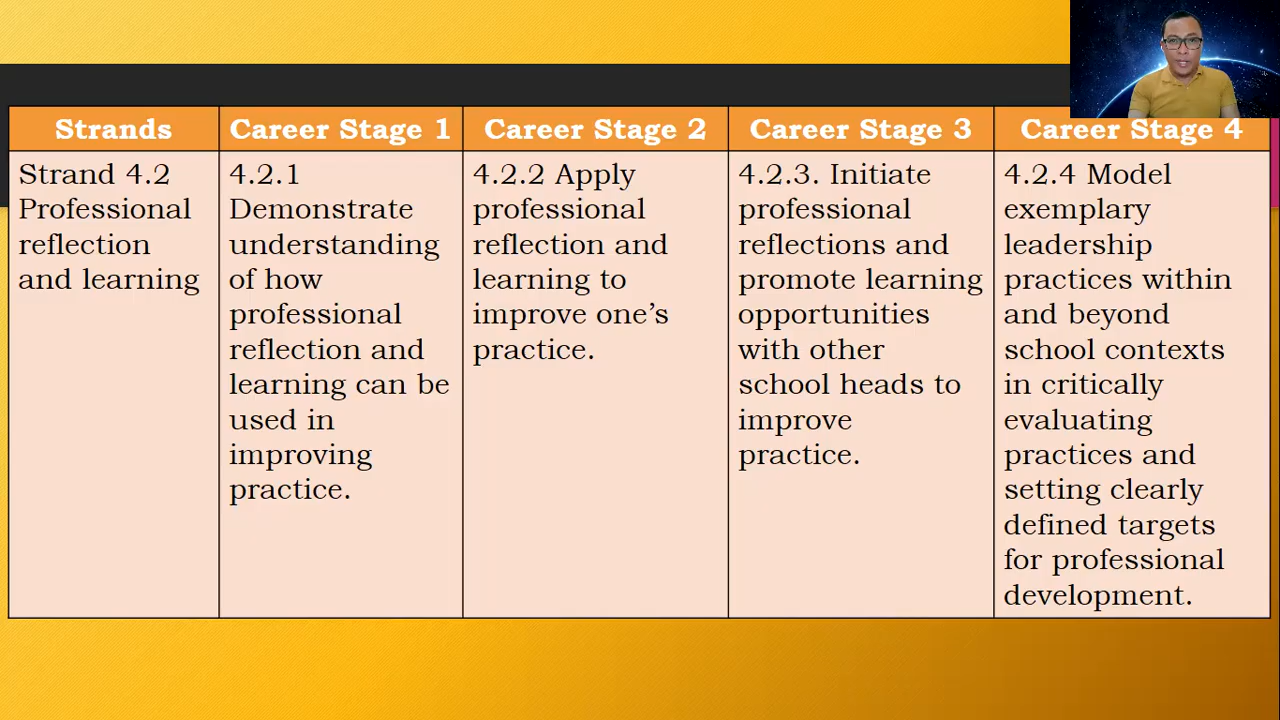 Strands
Career Stage 1
Career Stage 2
Career Stage 3
Career Stage 4
Strand 4.2
Professional
reflection
and learning
4.2.1
Demonstrate
understanding
of how
professional
reflection and
learning can be
used in
improving
practice.
4.2.2 Apply
professional
reflection and
learning to
improve one’s
practice.
4.2.3. Initiate
professional
reflections and
promote learning
opportunities
with other
school heads to
improve
practice.
4.2.4 Model
exemplary
leadership
practices within
and beyond
school contexts
in critically
evaluating
practices and
setting clearly
defined targets
for professional
development.